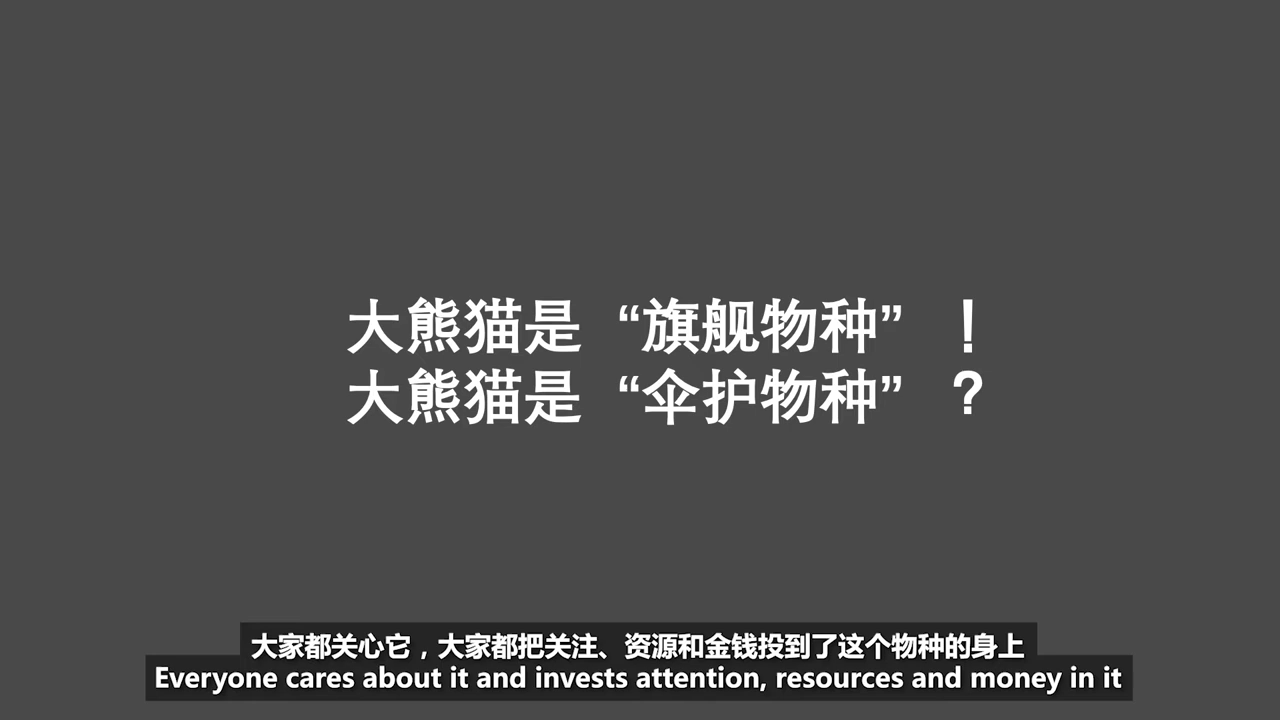 大熊猫是 “旗舰物种” ！
大熊猫是 “伞护物种” ？
大家都关心它，大家都把关注、资源和金钱投到了这个物种的身上
Everyone cares about it and invests attention, resources and money in it